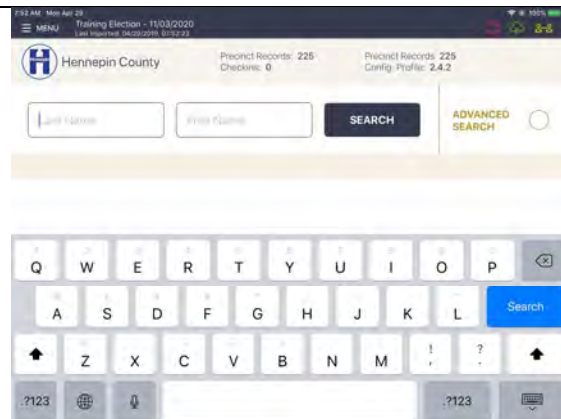 7:52 AM Mon Apr 29 100%
MENU Training Election - 11/03/2020
Last Imported: 04/29/2019, 07:52:23
H Hennepin County
Precinct Records: 225
Checkins: 0
Precinct Records 225
Config. Profile: 2.4.2
Last Name
First Name
SEARCH
ADVANCED
SEARCH
Q W E R T Y U I O P
A S D F G H J K L Search
Z X C V B N M ! , ? .
.?123 .?123